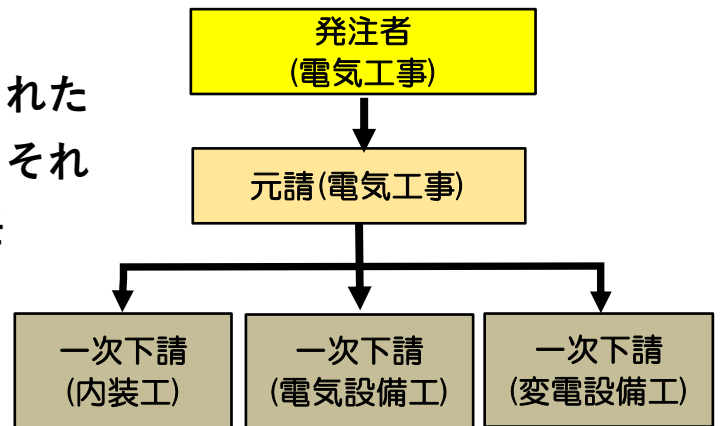 発注者
(電気工事)
れた
それ
元請(電気工事)
一次下請
(内装工)
一次下請
(電気設備工)
一次下請
(変電設備工)